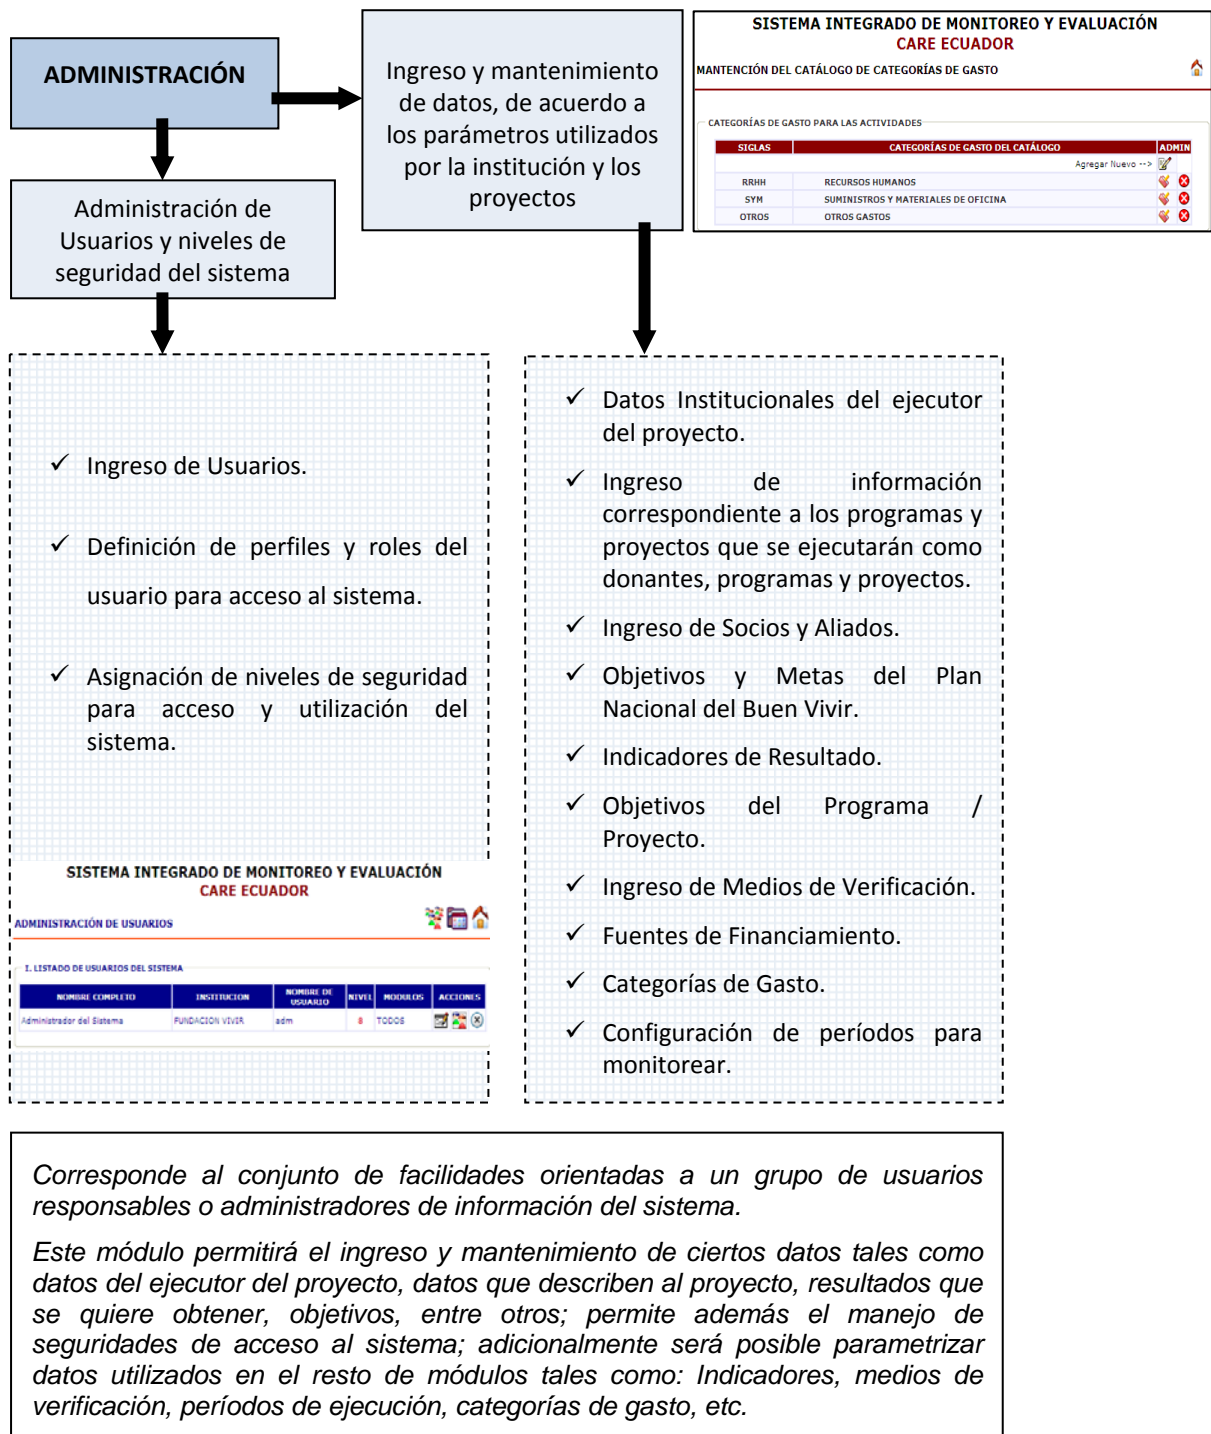 ADMINISTRACIÓN
Ingreso y mantenimiento
de datos, de acuerdo a
los parámetros utilizados
por la institución y los
proyectos
SISTEMA INTEGRADO DE MONITOREO Y EVALUACIÓN
CARE ECUADOR
MANTENCIÓN DEL CATÁLOGO DE CATEGORÍAS DE GASTO
CATEGORÍAS DE GASTO PARA LAS ACTIVIDADES
SIGLAS CATEGORÍAS DE GASTO DEL CATÁLOGO ADMIN
Agregar Nuevo -->
RRHH RECURSOS HUMANOS
SYM SUMINISTROS Y MATERIALES DE OFICINA
OTROS OTROS GASTOS
Administración de
Usuarios y niveles de
seguridad del sistema
✓ Ingreso de Usuarios.
✓ Definición de perfiles y roles del
usuario para acceso al sistema.
✓ Asignación de niveles de seguridad
para acceso y utilización del
sistema.
SISTEMA INTEGRADO DE MONITOREO Y EVALUACIÓN
CARE ECUADOR
ADMINISTRACIÓN DE USUARIOS
I. LISTADO DE USUARIOS DEL SISTEMA
NOMBRE COMPLETO INSTITUCION NOMBRE DE USUARIO NIVEL MODULOS ACCIONES
Administrador del Sistema FUNDACION VIVIR adm 8 TODOS
✓ Datos Institucionales del ejecutor
del proyecto.
✓ Ingreso de información
correspondiente a los programas y
proyectos que se ejecutarán como
donantes, programas y proyectos.
✓ Ingreso de Socios y Aliados.
✓ Objetivos y Metas del Plan
Nacional del Buen Vivir.
✓ Indicadores de Resultado.
✓ Objetivos del Programa /
Proyecto.
✓ Ingreso de Medios de Verificación.
✓ Fuentes de Financiamiento.
✓ Categorías de Gasto.
✓ Configuración de períodos para
monitorear.
Corresponde al conjunto de facilidades orientadas a un grupo de usuarios
responsables o administradores de información del sistema.
Este módulo permitirá el ingreso y mantenimiento de ciertos datos tales como
datos del ejecutor del proyecto, datos que describen al proyecto, resultados que
se quiere obtener, objetivos, entre otros; permite además el manejo de
seguridades de acceso al sistema; adicionalmente será posible parametrizar
datos utilizados en el resto de módulos tales como: Indicadores, medios de
verificación, períodos de ejecución, categorías de gasto, etc.